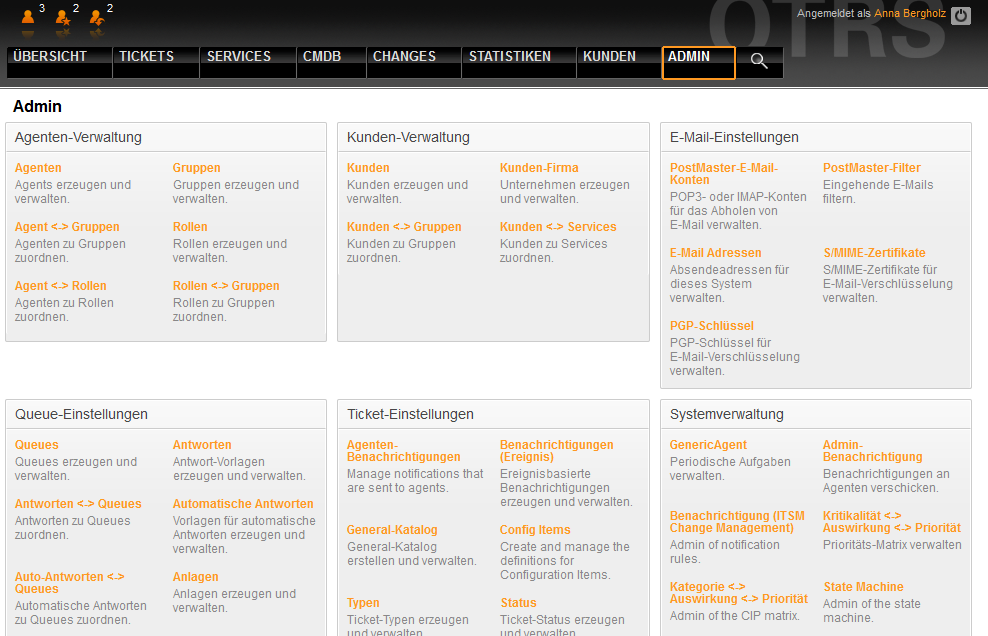 3 2 2
OTRS
Angemeldet als Anna Bergholz
ÜBERSICHT TICKETS SERVICES CMDB CHANGES STATISTIKEN KUNDEN ADMIN
Admin
Agenten-Verwaltung
Agenten
Agents erzeugen und
verwalten.
Gruppen
Gruppen erzeugen und
verwalten.
Agent <-> Gruppen
Agenten zu Gruppen
zuordnen.
Rollen
Rollen erzeugen und
verwalten.
Agent <-> Rollen
Agenten zu Rollen
zuordnen.
Rollen <-> Gruppen
Rollen zu Gruppen
zuordnen.
Kunden-Verwaltung
Kunden
Kunden erzeugen und
verwalten.
Kunden-Firma
Unternehmen erzeugen
und verwalten.
Kunden <-> Gruppen
Kunden zu Gruppen
zuordnen.
Kunden <-> Services
Kunden zu Services
zuordnen.
E-Mail-Einstellungen
PostMaster-E-Mail-
Konten
POP3- oder IMAP-Konten
für das Abholen von
E-Mail verwalten.
PostMaster-Filter
Eingehende E-Mails
filtern.
E-Mail Adressen
Absendeadressen für
dieses System
verwalten.
S/MIME-Zertifikate
S/MIME-Zertifikate für
E-Mail-Verschlüsselung
verwalten.
PGP-Schlüssel
PGP-Schlüssel für
E-Mail-Verschlüsselung
verwalten.
Queue-Einstellungen
Queues
Queues erzeugen und
verwalten.
Antworten
Antwort-Vorlagen
erzeugen und verwalten.
Antworten <-> Queues
Antworten zu Queues
zuordnen.
Automatische Antworten
Vorlagen für automatische
Antworten erzeugen und
verwalten.
Auto-Antworten <->
Queues
Automatische Antworten
zu Queues zuordnen.
Anlagen
Anlagen erzeugen und
verwalten.
Ticket-Einstellungen
Agenten-
Benachrichtigungen
Manage notifications that
are sent to agents.
Benachrichtigungen
(Ereignis)
Ereignisbasierte
Benachrichtigungen
erzeugen und verwalten.
General-Katalog
General-Katalog
erstellen und verwalten.
Config Items
Create and manage the
definitions for
Configuration Items.
Typen
Ticket-Typen erzeugen
und verwalten.
Status
Ticket-Status erzeugen
und verwalten.
Systemverwaltung
GenericAgent
Periodische Aufgaben
verwalten.
Admin-
Benachrichtigung
Benachrichtigungen an
Agenten verschicken.
Benachrichtigung (ITSM
Change Management)
Admin of notification
rules.
Kritikalität <->
Auswirkung <-> Priorität
Prioritäts-Matrix verwalten
Kategorie <->
Auswirkung <-> Priorität
Admin of the CIP matrix.
State Machine
Admin of the state
machine.